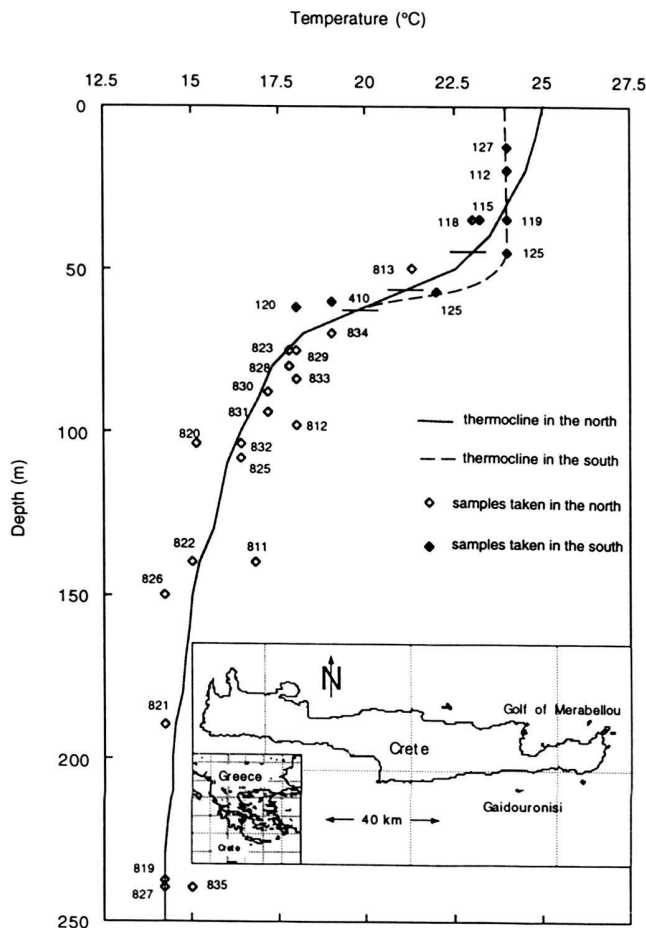 Temperature (°C)
12.5 15 17.5 20 22.5 25 27.5
0
127
112
115
118 119
50
813 125
120 410 125
834
823 829
828
833
830
831
812
100
820 832
825
Depth (m)
thermocline in the north
thermocline in the south
samples taken in the north
samples taken in the south
822 811
150
826
821
200
N
Golf of Merabellou
Crete
Greece
Gaidouronisi
40 km
Crete
819
827 835
250